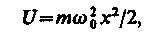 U = mω₀²x²/2,